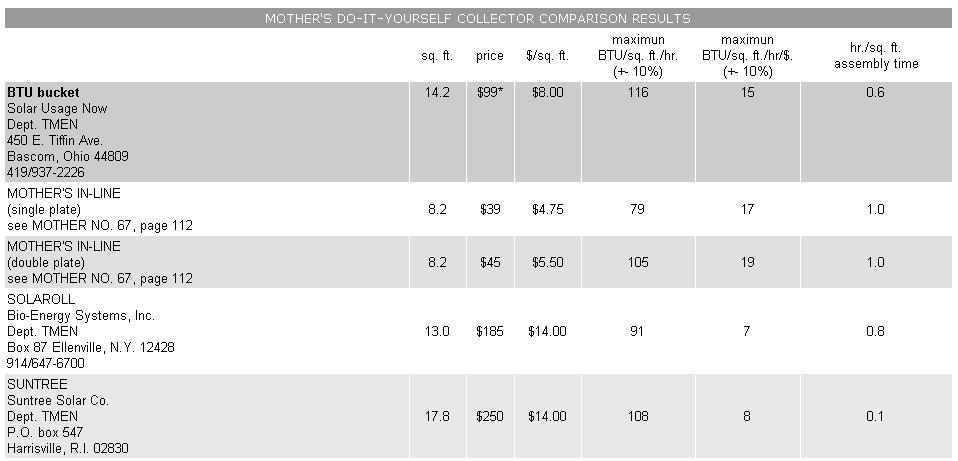 MOTHER'S DO-IT-YOURSELF COLLECTOR COMPARISON RESULTS
sq. ft. price $/sq. ft. maximun BTU/sq. ft./hr. (+- 10%) maximun BTU/sq. ft./hr/$. (+- 10%) hr./sq. ft. assembly time
BTU bucket 14.2 $99* $8.00 116 15 0.6
Solar Usage Now
Dept. TMEN
450 E. Tiffin Ave.
Bascom, Ohio 44809
419/937-2226
MOTHER'S IN-LINE
(single plate) 8.2 $39 $4.75 79 17 1.0
see MOTHER NO. 67, page 112
MOTHER'S IN-LINE
(double plate) 8.2 $45 $5.50 105 19 1.0
see MOTHER NO. 67, page 112
SOLAROLL
Bio-Energy Systems, Inc.
Dept. TMEN 13.0 $185 $14.00 91 7 0.8
Box 87 Ellenville, N.Y. 12428
914/647-6700
SUNTREE
Suntree Solar Co.
Dept. TMEN 17.8 $250 $14.00 108 8 0.1
P.O. box 547
Harrisville, R.I. 02830